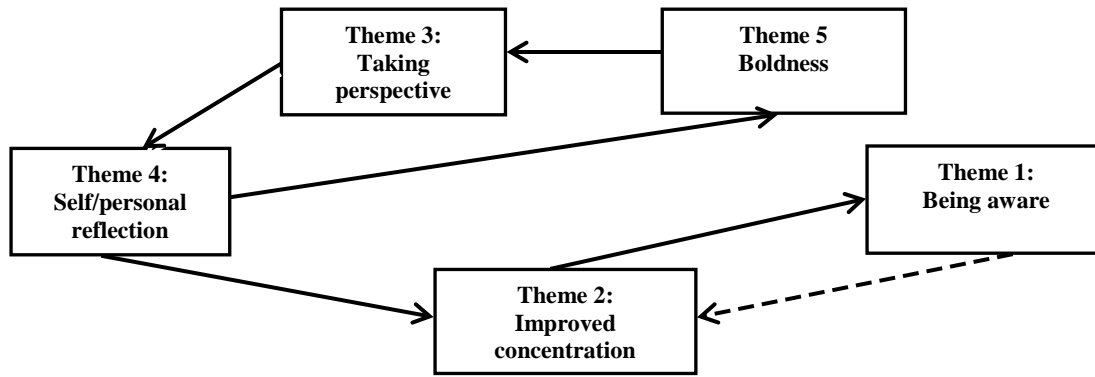 Theme 3:
Taking
perspective
Theme 5
Boldness
Theme 4:
Self/personal
reflection
Theme 1:
Being aware
Theme 2:
Improved
concentration